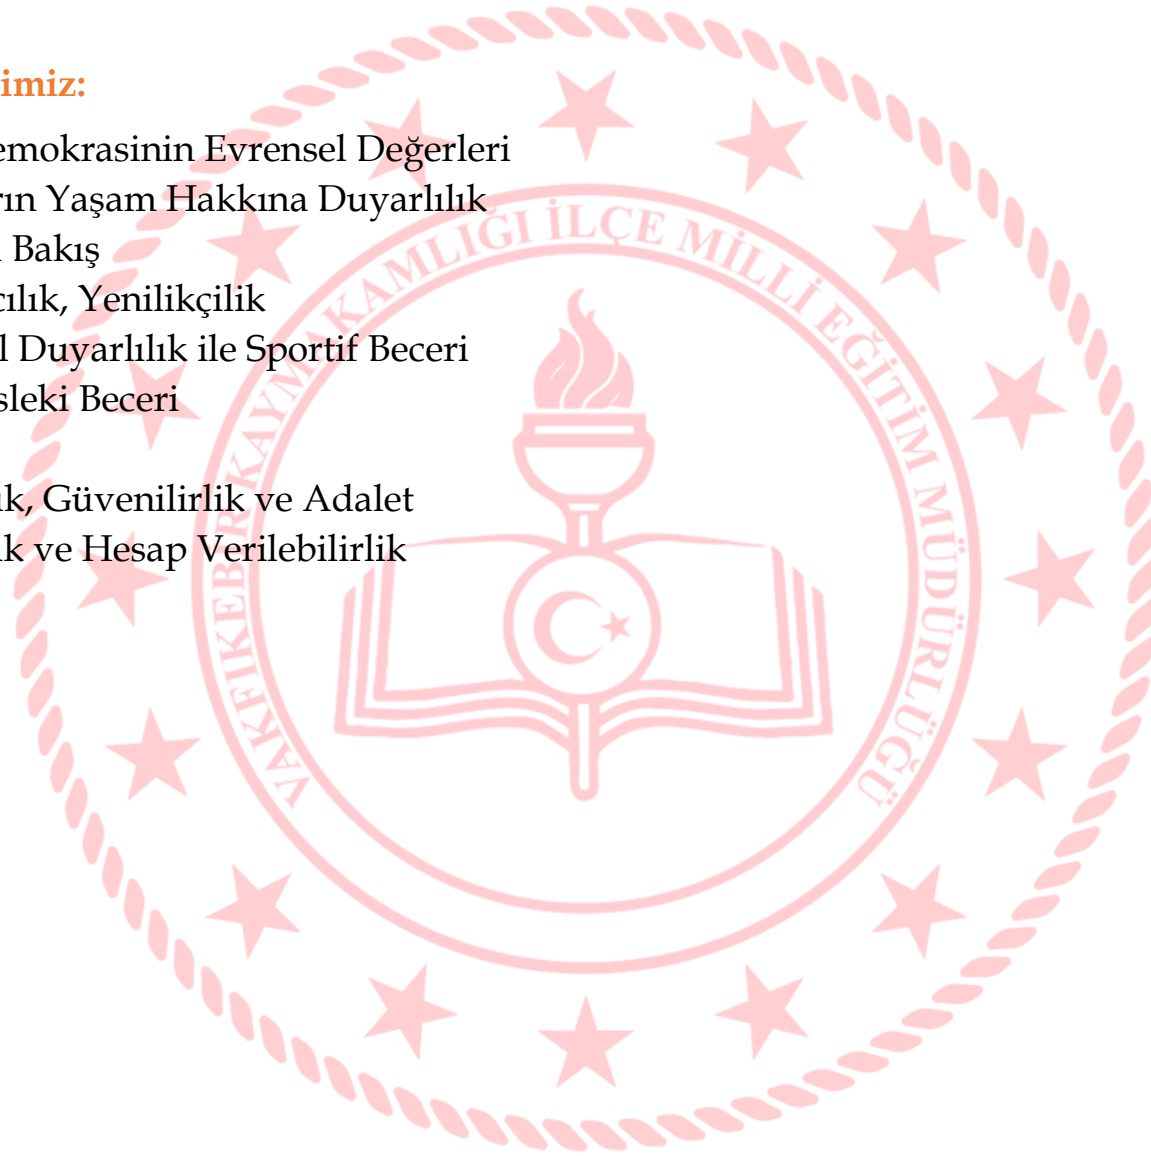 imiz:
emokrasinin Evrensel Değerleri
rın Yaşam Hakkına Duyarlılık
Bakış
cılık, Yenilikçilik
l Duyarlılık ile Sportif Beceri
sleki Beceri
ık, Güvenilirlik ve Adalet
lik ve Hesap Verilebilirlik
VAKFIKEBİR KAYMAKAMLIĞI İLÇE MİLLİ EĞİTİM MÜDÜRLÜĞÜ